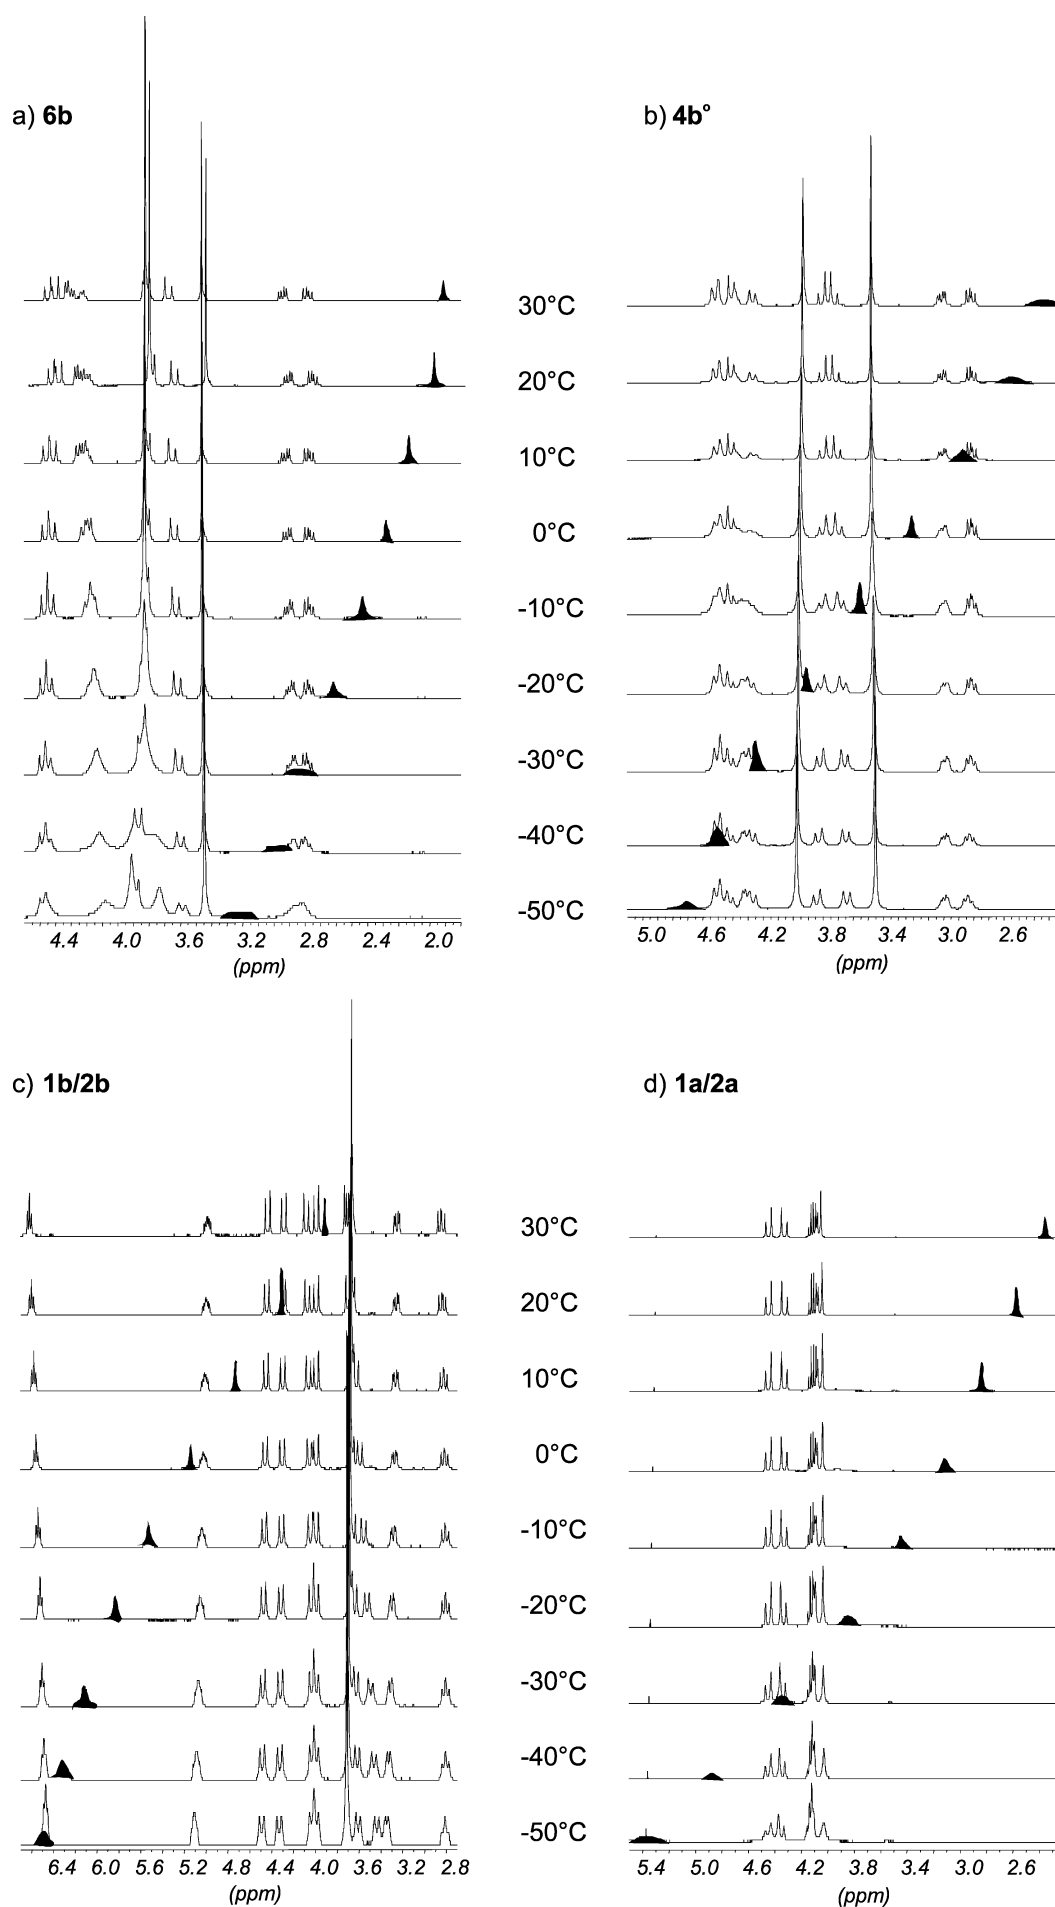 a) 6b
b) 4b°
30°C
20°C
10°C
0°C
-10°C
-20°C
-30°C
-40°C
-50°C
4.4 4.0 3.6 3.2 2.8 2.4 2.0
(ppm)
5.0 4.6 4.2 3.8 3.4 3.0 2.6
(ppm)
c) 1b/2b
d) 1a/2a
30°C
20°C
10°C
0°C
-10°C
-20°C
-30°C
-40°C
-50°C
6.4 6.0 5.6 5.2 4.8 4.4 4.0 3.6 3.2 2.8
(ppm)
5.4 5.0 4.6 4.2 3.8 3.4 3.0 2.6
(ppm)